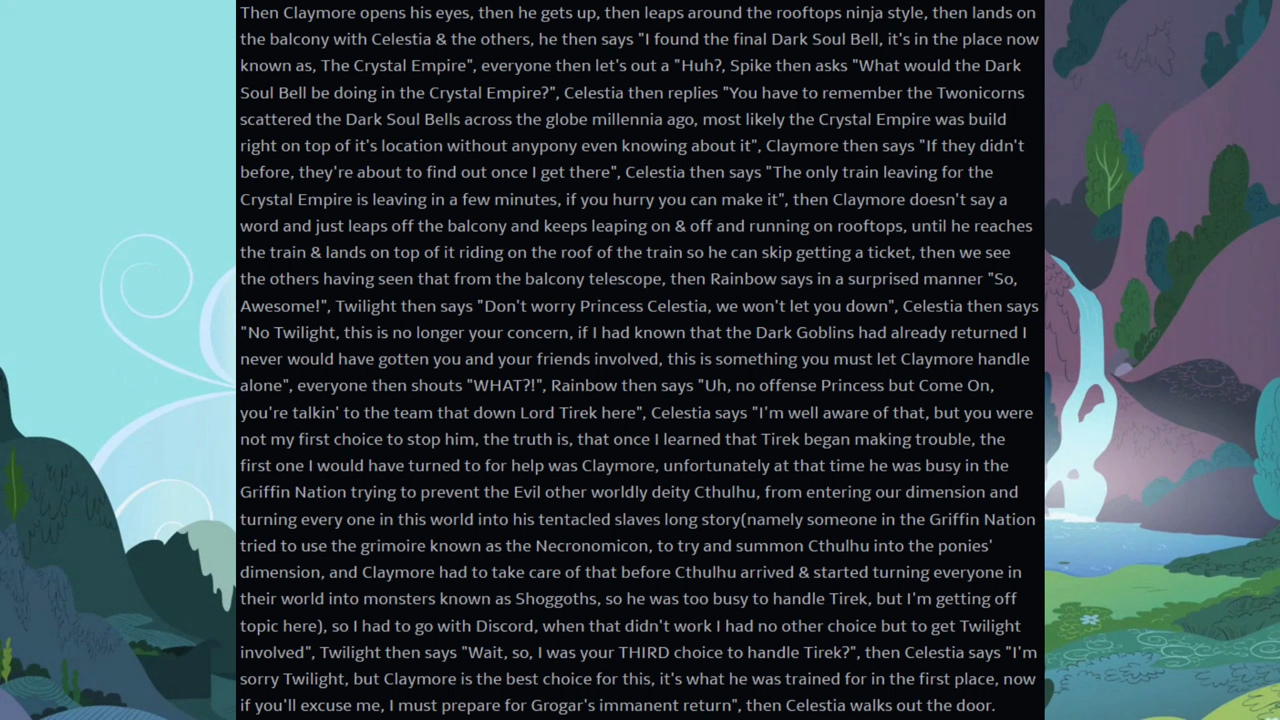 Then Claymore opens his eyes, then he gets up, then leaps around the rooftops ninja style, then lands on
the balcony with Celestia & the others, he then says "I found the final Dark Soul Bell, it's in the place now
known as, The Crystal Empire", everyone then let's out a "Huh?, Spike then asks "What would the Dark
Soul Bell be doing in the Crystal Empire?", Celestia then replies "You have to remember the Twonicorns
scattered the Dark Soul Bells across the globe millennia ago, most likely the Crystal Empire was build
right on top of it's location without anypony even knowing about it", Claymore then says "If they didn't
before, they're about to find out once I get there", Celestia then says "The only train leaving for the
Crystal Empire is leaving in a few minutes, if you hurry you can make it", then Claymore doesn't say a
word and just leaps off the balcony and keeps leaping on & off and running on rooftops, until he reaches
the train & lands on top of it riding on the roof of the train so he can skip getting a ticket, then we see
the others having seen that from the balcony telescope, then Rainbow says in a surprised manner "So,
Awesome!", Twilight then says "Don't worry Princess Celestia, we won't let you down", Celestia then says
"No Twilight, this is no longer your concern, if I had known that the Dark Goblins had already returned I
never would have gotten you and your friends involved, this is something you must let Claymore handle
alone", everyone then shouts "WHAT?!", Rainbow then says "Uh, no offense Princess but Come On,
you're talkin' to the team that down Lord Tirek here", Celestia says "I'm well aware of that, but you were
not my first choice to stop him, the truth is, that once I learned that Tirek began making trouble, the
first one I would have turned to for help was Claymore, unfortunately at that time he was busy in the
Griffin Nation trying to prevent the Evil other worldly deity Cthulhu, from entering our dimension and
turning every one in this world into his tentacled slaves long story(namely someone in the Griffin Nation
tried to use the grimoire known as the Necronomicon, to try and summon Cthulhu into the ponies'
dimension, and Claymore had to take care of that before Cthulhu arrived & started turning everyone in
their world into monsters known as Shoggoths, so he was too busy to handle Tirek, but I'm getting off
topic here), so I had to go with Discord, when that didn't work I had no other choice but to get Twilight
involved", Twilight then says "Wait, so, I was your THIRD choice to handle Tirek?", then Celestia says "I'm
sorry Twilight, but Claymore is the best choice for this, it's what he was trained for in the first place, now
if you'll excuse me, I must prepare for Grogar's immanent return", then Celestia walks out the door.